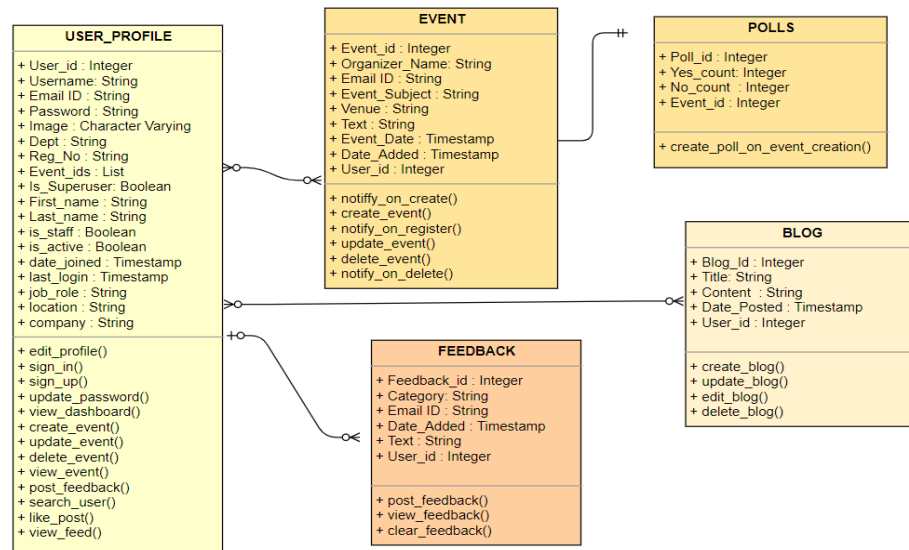 USER_PROFILE
+ User_id : Integer
+ Username: String
+ Email ID : String
+ Password : String
+ Image : Character Varying
+ Dept : String
+ Reg_No : String
+ Event_ids : List
+ Is_Superuser: Boolean
+ First_name : String
+ Last_name : String
+ is_staff : Boolean
+ is_active : Boolean
+ date_joined : Timestamp
+ last_login : Timestamp
+ job_role : String
+ location : String
+ company : String
+ edit_profile()
+ sign_in()
+ sign_up()
+ update_password()
+ view_dashboard()
+ create_event()
+ update_event()
+ delete_event()
+ view_event()
+ post_feedback()
+ search_user()
+ like_post()
+ view_feed()
EVENT
+ Event_id : Integer
+ Organizer_Name: String
+ Email ID : String
+ Event_Subject : String
+ Venue : String
+ Text : String
+ Event_Date : Timestamp
+ Date_Added : Timestamp
+ User_id : Integer
+ notiffy_on_create()
+ create_event()
+ notify_on_register()
+ update_event()
+ delete_event()
+ notify_on_delete()
POLLS
+ Poll_id : Integer
+ Yes_count: Integer
+ No_count : Integer
+ Event_id : Integer
+ create_poll_on_event_creation()
BLOG
+ Blog_Id : Integer
+ Title: String
+ Content : String
+ Date_Posted : Timestamp
+ User_id : Integer
+ create_blog()
+ update_blog()
+ edit_blog()
+ delete_blog()
FEEDBACK
+ Feedback_id : Integer
+ Category: String
+ Email ID : String
+ Date_Added : Timestamp
+ Text : String
+ User_id : Integer
+ post_feedback()
+ view_feedback()
+ clear_feedback()